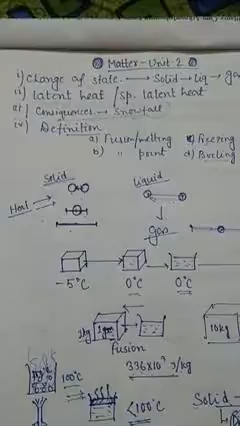 Matter-Unit-2
i) Change of state. → Solid → Liq → gas
ii) latent heat / sp. latent heat
iii) Consequences → Snowfall
iv) Definition
a) Fusion/melting c) Freezing
b) " point d) Boiling
Solid
Liquid
Heat
gas
-5°C 0°C 0°C
1kg 10kg
Fusion
336x10³ J/kg
100°C
<100°C
Solid -